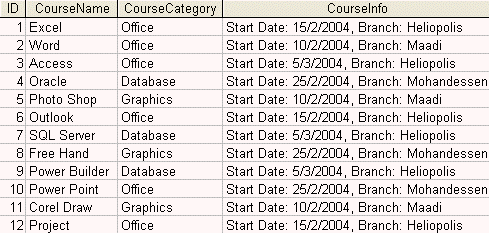 ID CourseName CourseCategory CourseInfo
1 Excel Office Start Date: 15/2/2004, Branch: Heliopolis
2 Word Office Start Date: 10/2/2004, Branch: Maadi
3 Access Office Start Date: 5/3/2004, Branch: Heliopolis
4 Oracle Database Start Date: 25/2/2004, Branch: Mohandessen
5 Photo Shop Graphics Start Date: 10/2/2004, Branch: Maadi
6 Outlook Office Start Date: 15/2/2004, Branch: Heliopolis
7 SQL Server Database Start Date: 5/3/2004, Branch: Heliopolis
8 Free Hand Graphics Start Date: 25/2/2004, Branch: Mohandessen
9 Power Builder Database Start Date: 5/3/2004, Branch: Heliopolis
10 Power Point Office Start Date: 25/2/2004, Branch: Mohandessen
11 Corel Draw Graphics Start Date: 10/2/2004, Branch: Maadi
12 Project Office Start Date: 15/2/2004, Branch: Heliopolis